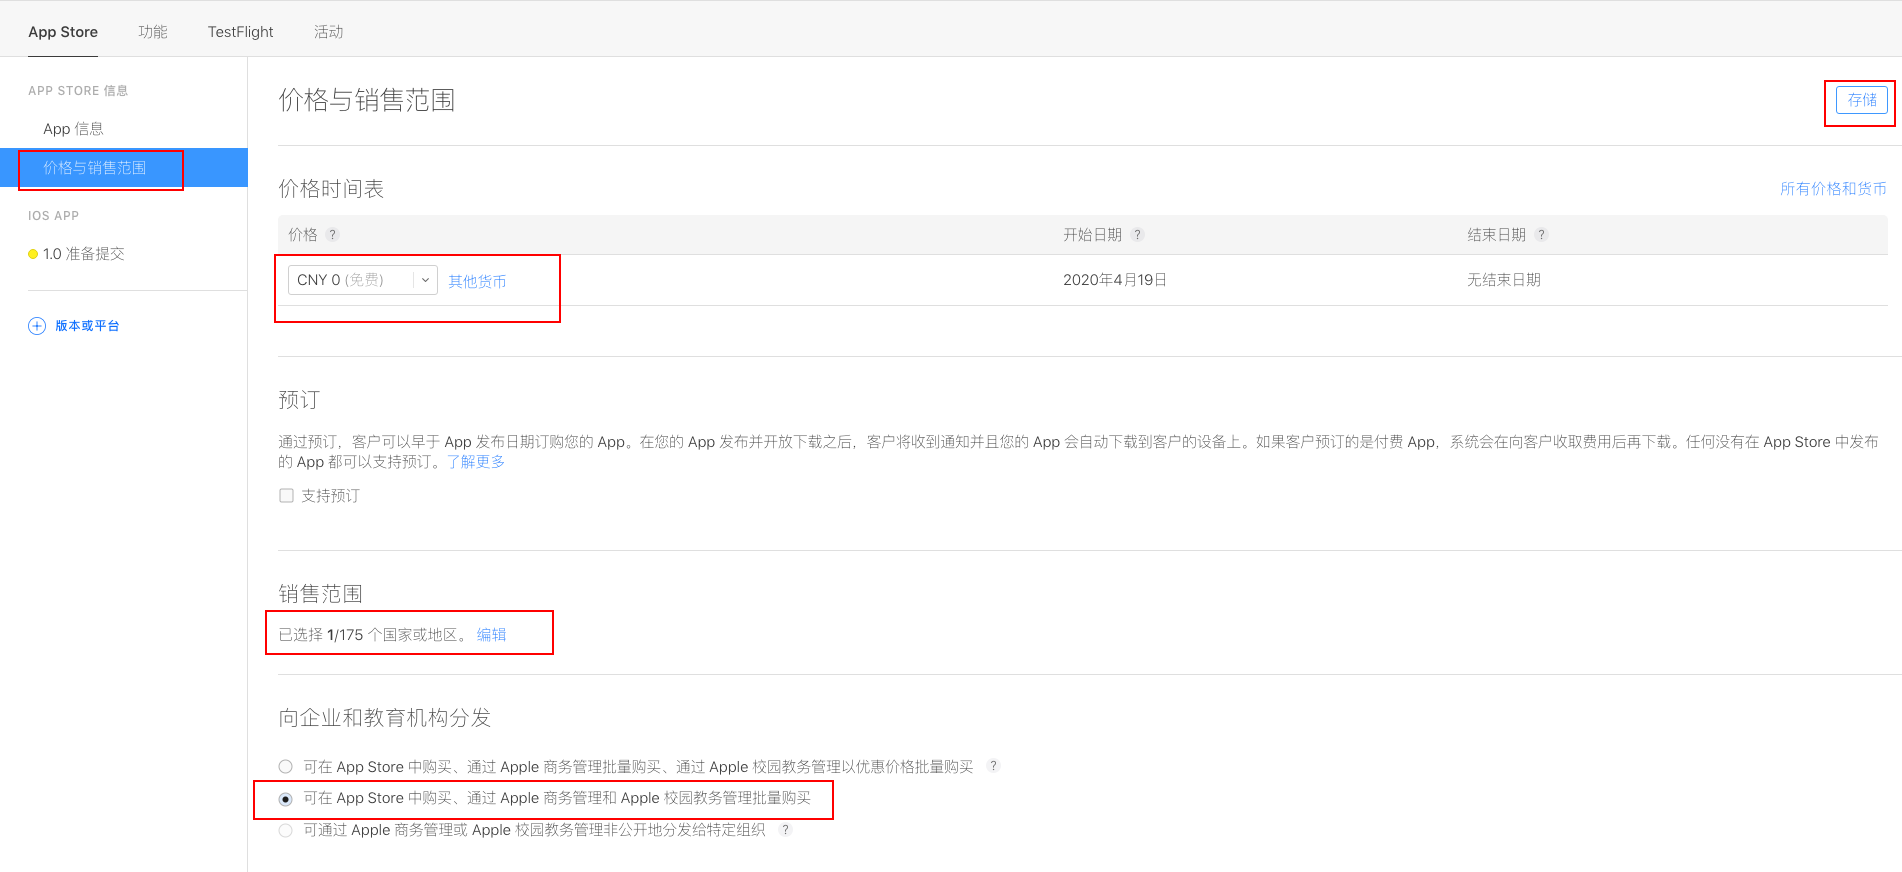 App Store 功能 TestFlight 活动
APP STORE 信息
App 信息
价格与销售范围
IOS APP
1.0 准备提交
版本或平台
价格与销售范围
存储
价格时间表
所有价格和货币
价格 ? 开始日期 ? 结束日期 ?
CNY 0 (免费) 其他货币 2020年4月19日 无结束日期
预订
通过预订，客户可以早于 App 发布日期订购您的 App。在您的 App 发布并开放下载之后，客户将收到通知并且您的 App 会自动下载到客户的设备上。如果客户预订的是付费 App，系统会在向客户收取费用后再下载。任何没有在 App Store 中发布
的 App 都可以支持预订。了解更多
支持预订
销售范围
已选择 1/175 个国家或地区。 编辑
向企业和教育机构分发
可在 App Store 中购买、通过 Apple 商务管理批量购买、通过 Apple 校园教务管理以优惠价格批量购买 ?
可在 App Store 中购买、通过 Apple 商务管理和 Apple 校园教务管理批量购买
可通过 Apple 商务管理或 Apple 校园教务管理非公开地分发给特定组织 ?